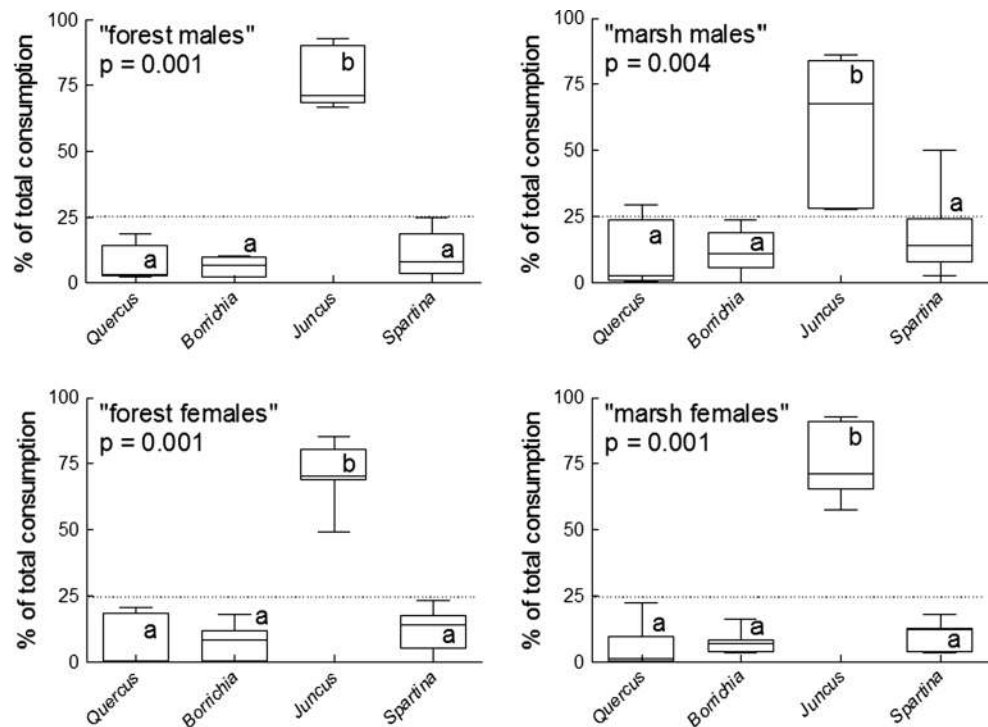 "forest males"
p = 0.001
% of total consumption
100
75
50
25
0
b
a
a
a
Quercus
Borrichia
Juncus
Spartina
"marsh males"
p = 0.004
% of total consumption
100
75
50
25
0
b
a
a
a
Quercus
Borrichia
Juncus
Spartina
"forest females"
p = 0.001
% of total consumption
100
75
50
25
0
b
a
a
a
Quercus
Borrichia
Juncus
Spartina
"marsh females"
p = 0.001
% of total consumption
100
75
50
25
0
b
a
a
a
Quercus
Borrichia
Juncus
Spartina